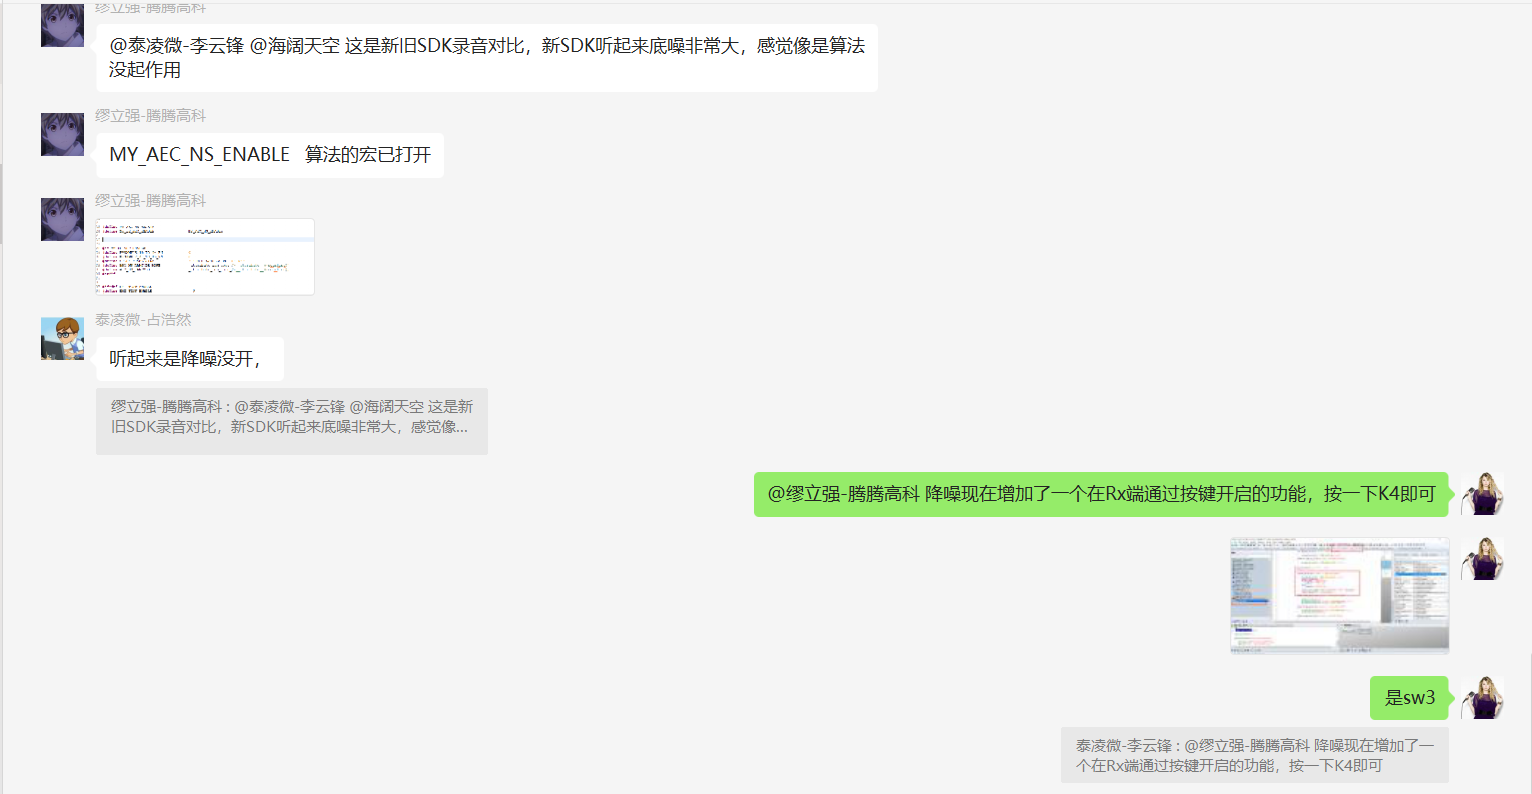 缪立强-腾腾高科
@泰凌微-李云锋 @海阔天空 这是新旧SDK录音对比，新SDK听起来底噪非常大，感觉像是算法
没起作用
缪立强-腾腾高科
MY_AEC_NS_ENABLE 算法的宏已打开
缪立强-腾腾高科
泰凌微-占浩然
听起来是降噪没开，
缪立强-腾腾高科 : @泰凌微-李云锋 @海阔天空 这是新
旧SDK录音对比，新SDK听起来底噪非常大，感觉像...
@缪立强-腾腾高科 降噪现在增加了一个在Rx端通过按键开启的功能，按一下K4即可
是sw3
泰凌微-李云锋 : @缪立强-腾腾高科 降噪现在增加了一
个在Rx端通过按键开启的功能，按一下K4即可